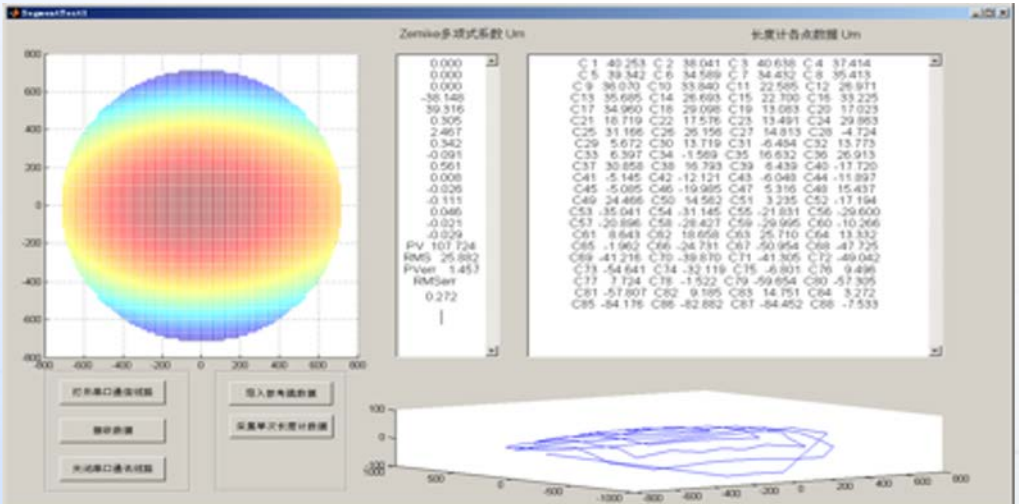 SegmentTest1
Zernike多项式系数 Um
长度计各点数据 Um
800
600
400
200
0
-200
-400
-600
-800
-800 -600 -400 -200 0 200 400 600 800
0.000
0.000
0.000
-38.148
39.316
0.305
2.467
0.342
-0.091
0.561
0.008
-0.026
-0.111
0.046
-0.021
-0.029
PV 107.724
RMS 25.882
PVerr 1.457
RMSerr
0.272
C 1 40.253 C 2 38.041 C 3 40.638 C 4 37.414
C 5 39.342 C 6 34.589 C 7 34.432 C 8 35.413
C 9 36.070 C10 33.840 C11 22.585 C12 26.971
C13 35.685 C14 26.693 C15 22.700 C16 33.225
C17 34.960 C18 29.098 C19 13.083 C20 17.023
C21 18.719 C22 17.576 C23 13.491 C24 29.863
C25 31.166 C26 26.156 C27 14.813 C28 -4.724
C29 5.672 C30 13.719 C31 -6.484 C32 13.773
C33 6.397 C34 -1.569 C35 16.632 C36 26.913
C37 30.858 C38 16.793 C39 -6.439 C40 -17.720
C41 -5.145 C42 -12.121 C43 -6.048 C44 -11.897
C45 -5.085 C46 -19.985 C47 5.316 C48 15.437
C49 24.466 C50 14.562 C51 3.235 C52 -17.194
C53 -35.041 C54 -31.145 C55 -21.831 C56 -29.600
C57 -20.896 C58 -28.427 C59 -29.995 C60 -10.266
C61 8.643 C62 18.658 C63 25.710 C64 13.332
C65 -1.962 C66 -24.731 C67 -50.954 C68 -47.725
C69 -41.216 C70 -39.870 C71 -41.305 C72 -49.042
C73 -54.641 C74 -32.119 C75 -6.801 C76 9.496
C77 7.724 C78 -1.522 C79 -59.654 C80 -57.305
C81 -57.807 C82 9.185 C83 14.751 C84 3.272
C85 -84.176 C86 -82.882 C87 -84.452 C88 -7.533
打开串口通信线路
接收数据
关闭串口通信线路
导入参考镜数据
采集单次长度计数据
100
0
-100
1000 500 0 -500 -1000
-800 -600 -400 -200 0 200 400 600 800